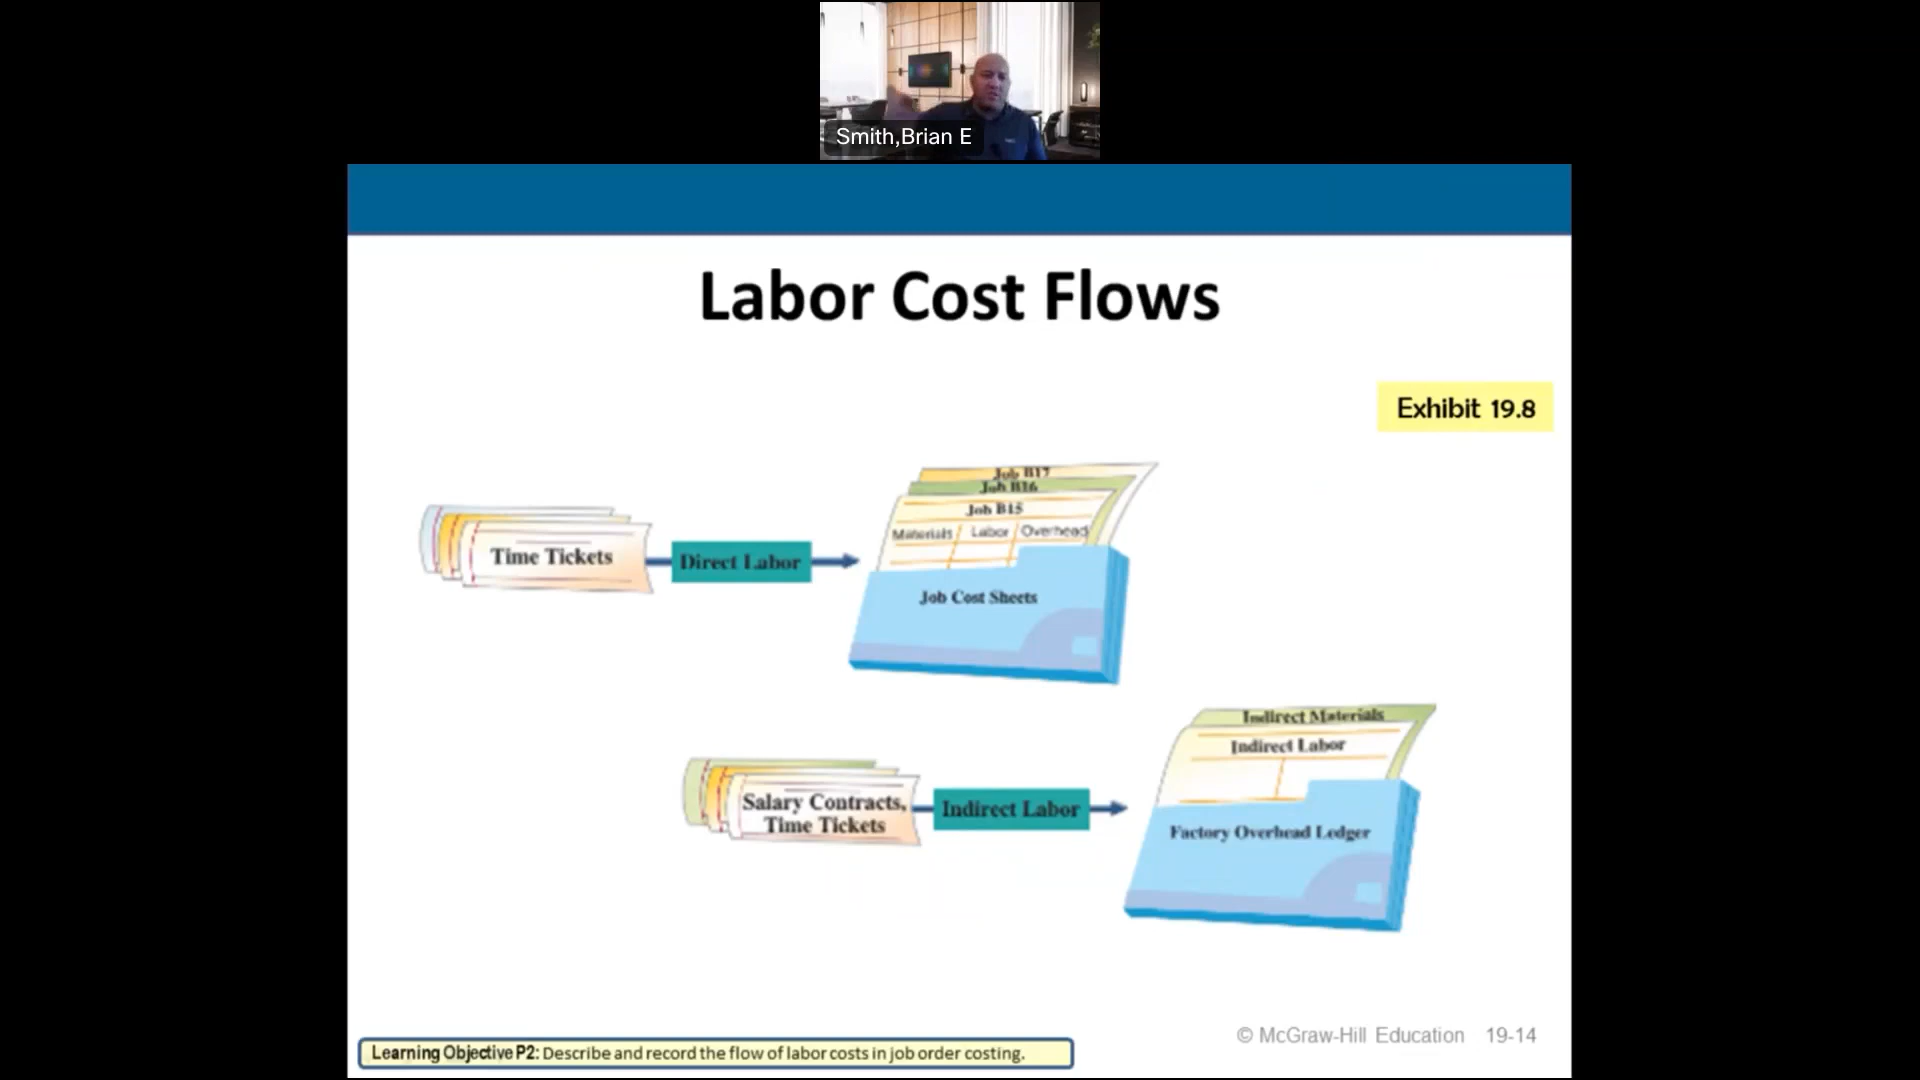 Smith,Brian E
Labor Cost Flows
Exhibit 19.8
Job B17
Job B16
Job B15
Materials Labor Overhead
Time Tickets
Direct Labor
Job Cost Sheets
Indirect Materials
Indirect Labor
Salary Contracts,
Time Tickets
Indirect Labor
Factory Overhead Ledger
© McGraw-Hill Education 19-14
Learning Objective P2: Describe and record the flow of labor costs in job order costing.